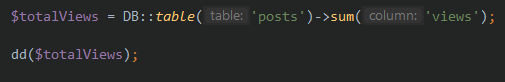 $totalViews = DB::table( table: 'posts')->sum( column: 'views');
dd($totalViews);